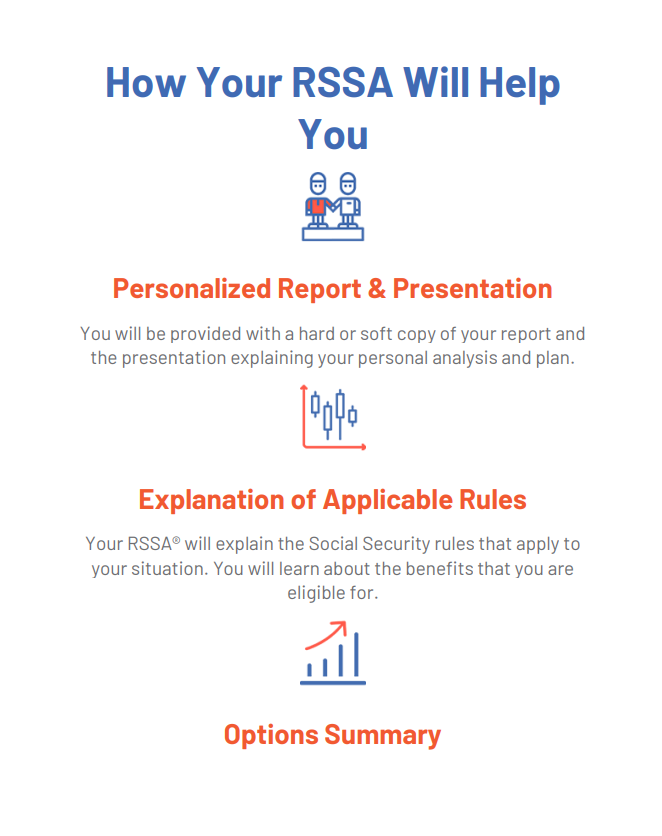 How Your RSSA Will Help
You
Personalized Report & Presentation
You will be provided with a hard or soft copy of your report and
the presentation explaining your personal analysis and plan.
Explanation of Applicable Rules
Your RSSA® will explain the Social Security rules that apply to
your situation. You will learn about the benefits that you are
eligible for.
Options Summary